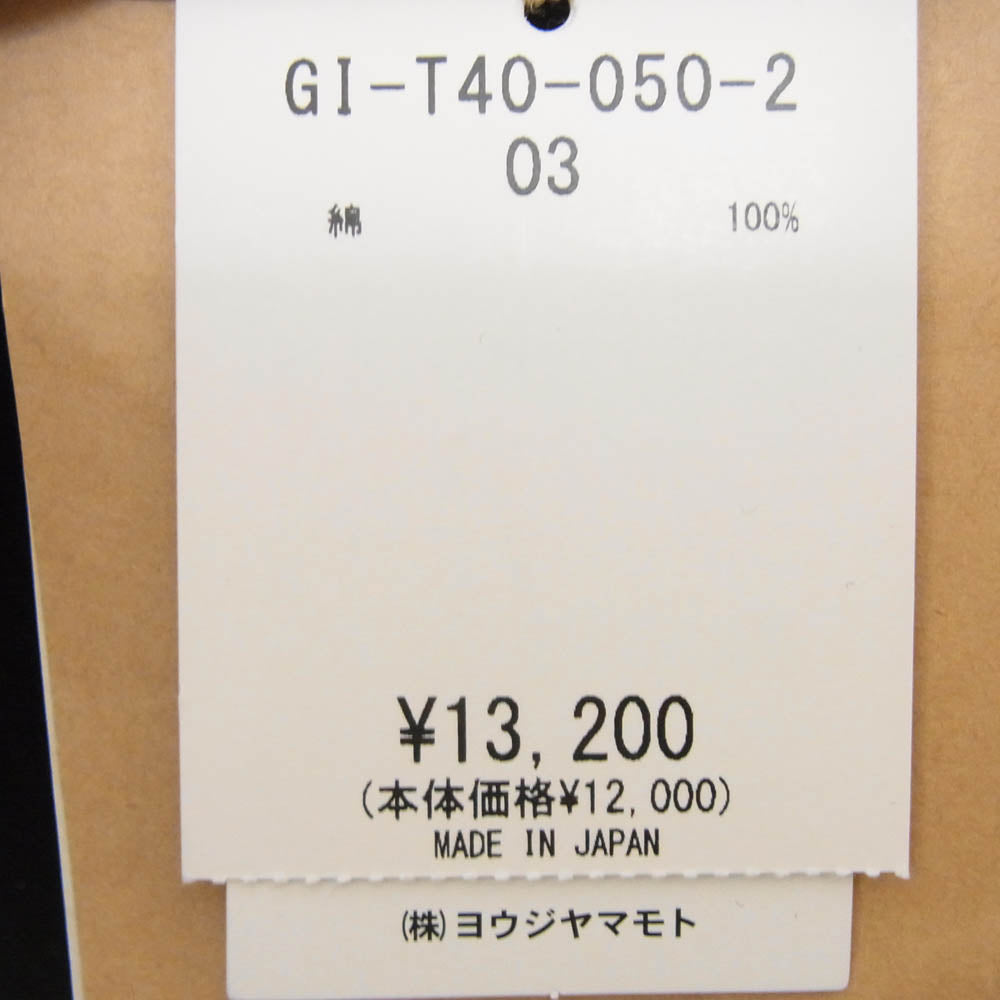 GI-T40-050-2
03
綿 100%
¥13,200
(本体価格¥12,000)
MADE IN JAPAN
(株)ヨウジヤマモト